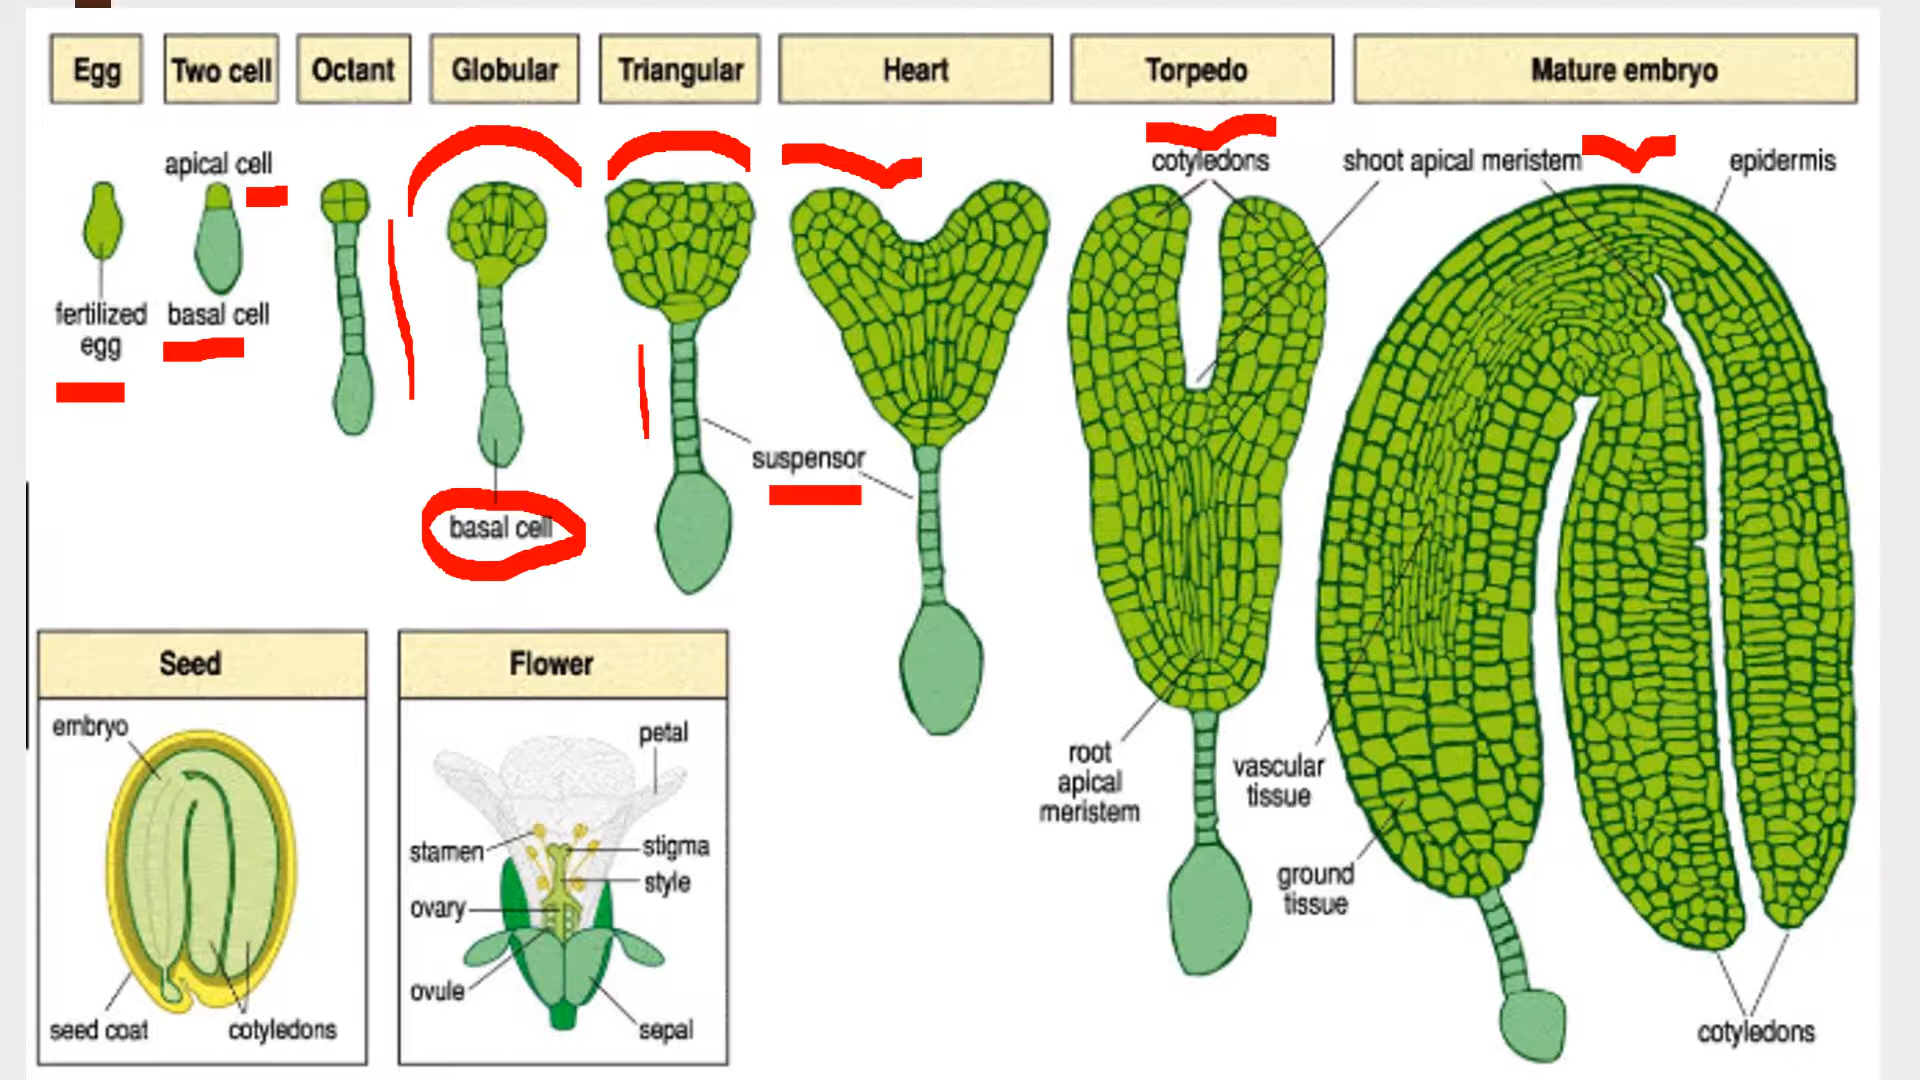 Egg
Two cell
Octant
Globular
Triangular
Heart
Torpedo
Mature embryo
apical cell
cotyledons
shoot apical meristem
epidermis
fertilized
egg
basal cell
suspensor
basal cell
root
apical
meristem
vascular
tissue
ground
tissue
cotyledons
Seed
embryo
seed coat
cotyledons
Flower
petal
stamen
stigma
style
ovary
ovule
sepal